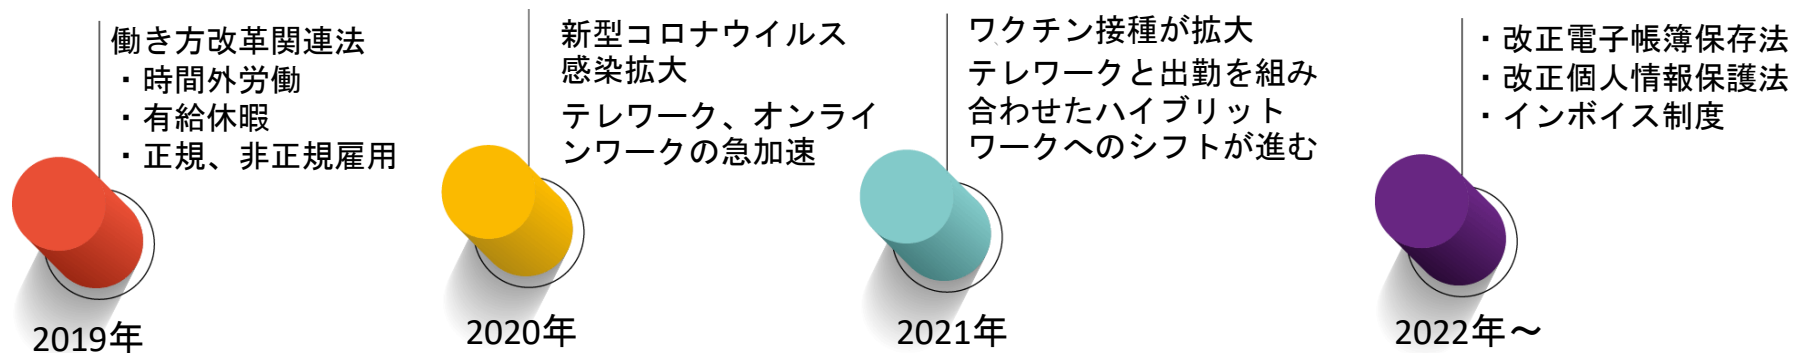 働き方改革関連法
・時間外労働
・有給休暇
・正規、非正規雇用
2019年
新型コロナウイルス
感染拡大
テレワーク、オンライ
ンワークの急加速
2020年
ワクチン接種が拡大
テレワークと出勤を組み
合わせたハイブリット
ワークへのシフトが進む
2021年
・改正電子帳簿保存法
・改正個人情報保護法
・インボイス制度
2022年～